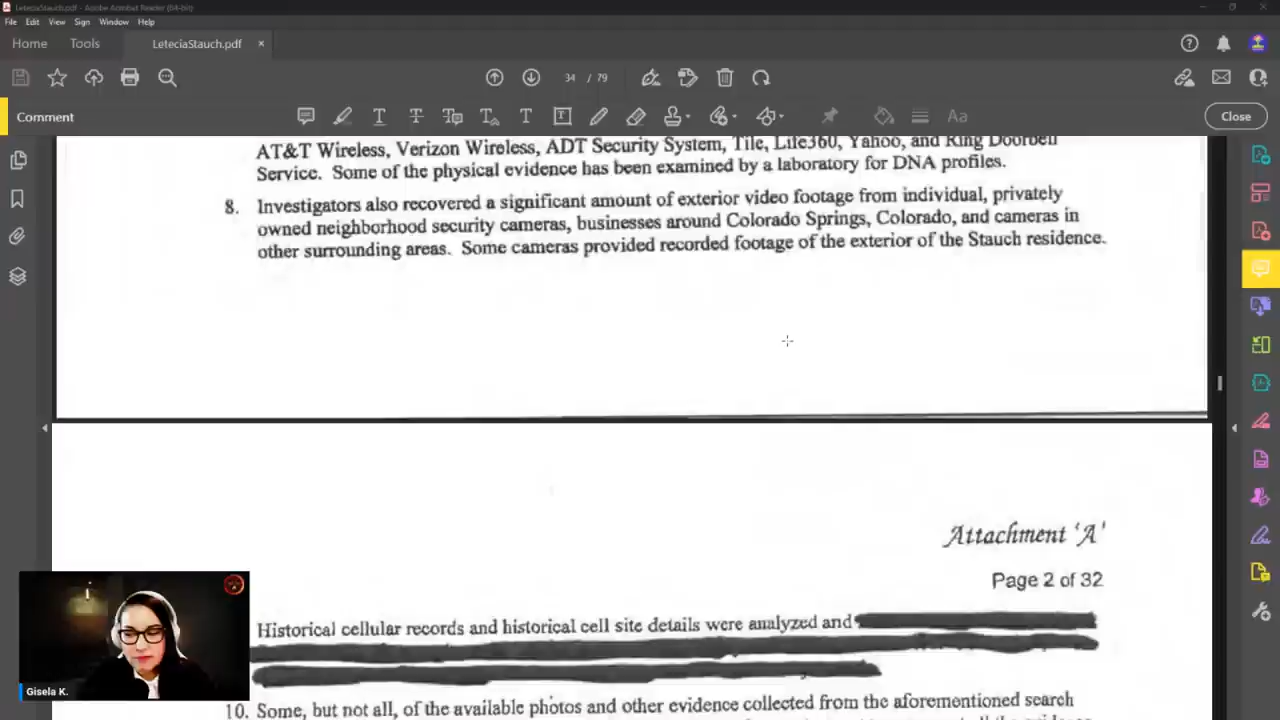 LeteciaStauch.pdf - Adobe Acrobat Reader (64-bit)
File Edit View Sign Window Help
Home Tools LeteciaStauch.pdf ×
34 / 79
Comment
Close
AT&T Wireless, Verizon Wireless, ADT Security System, Tile, Life360, Yahoo, and Ring Doorbell
Service. Some of the physical evidence has been examined by a laboratory for DNA profiles.
8. Investigators also recovered a significant amount of exterior video footage from individual, privately
owned neighborhood security cameras, businesses around Colorado Springs, Colorado, and cameras in
other surrounding areas. Some cameras provided recorded footage of the exterior of the Stauch residence.
Attachment 'A'
Page 2 of 32
Historical cellular records and historical cell site details were analyzed and
10. Some, but not all, of the available photos and other evidence collected from the aforementioned search
Gisela K.